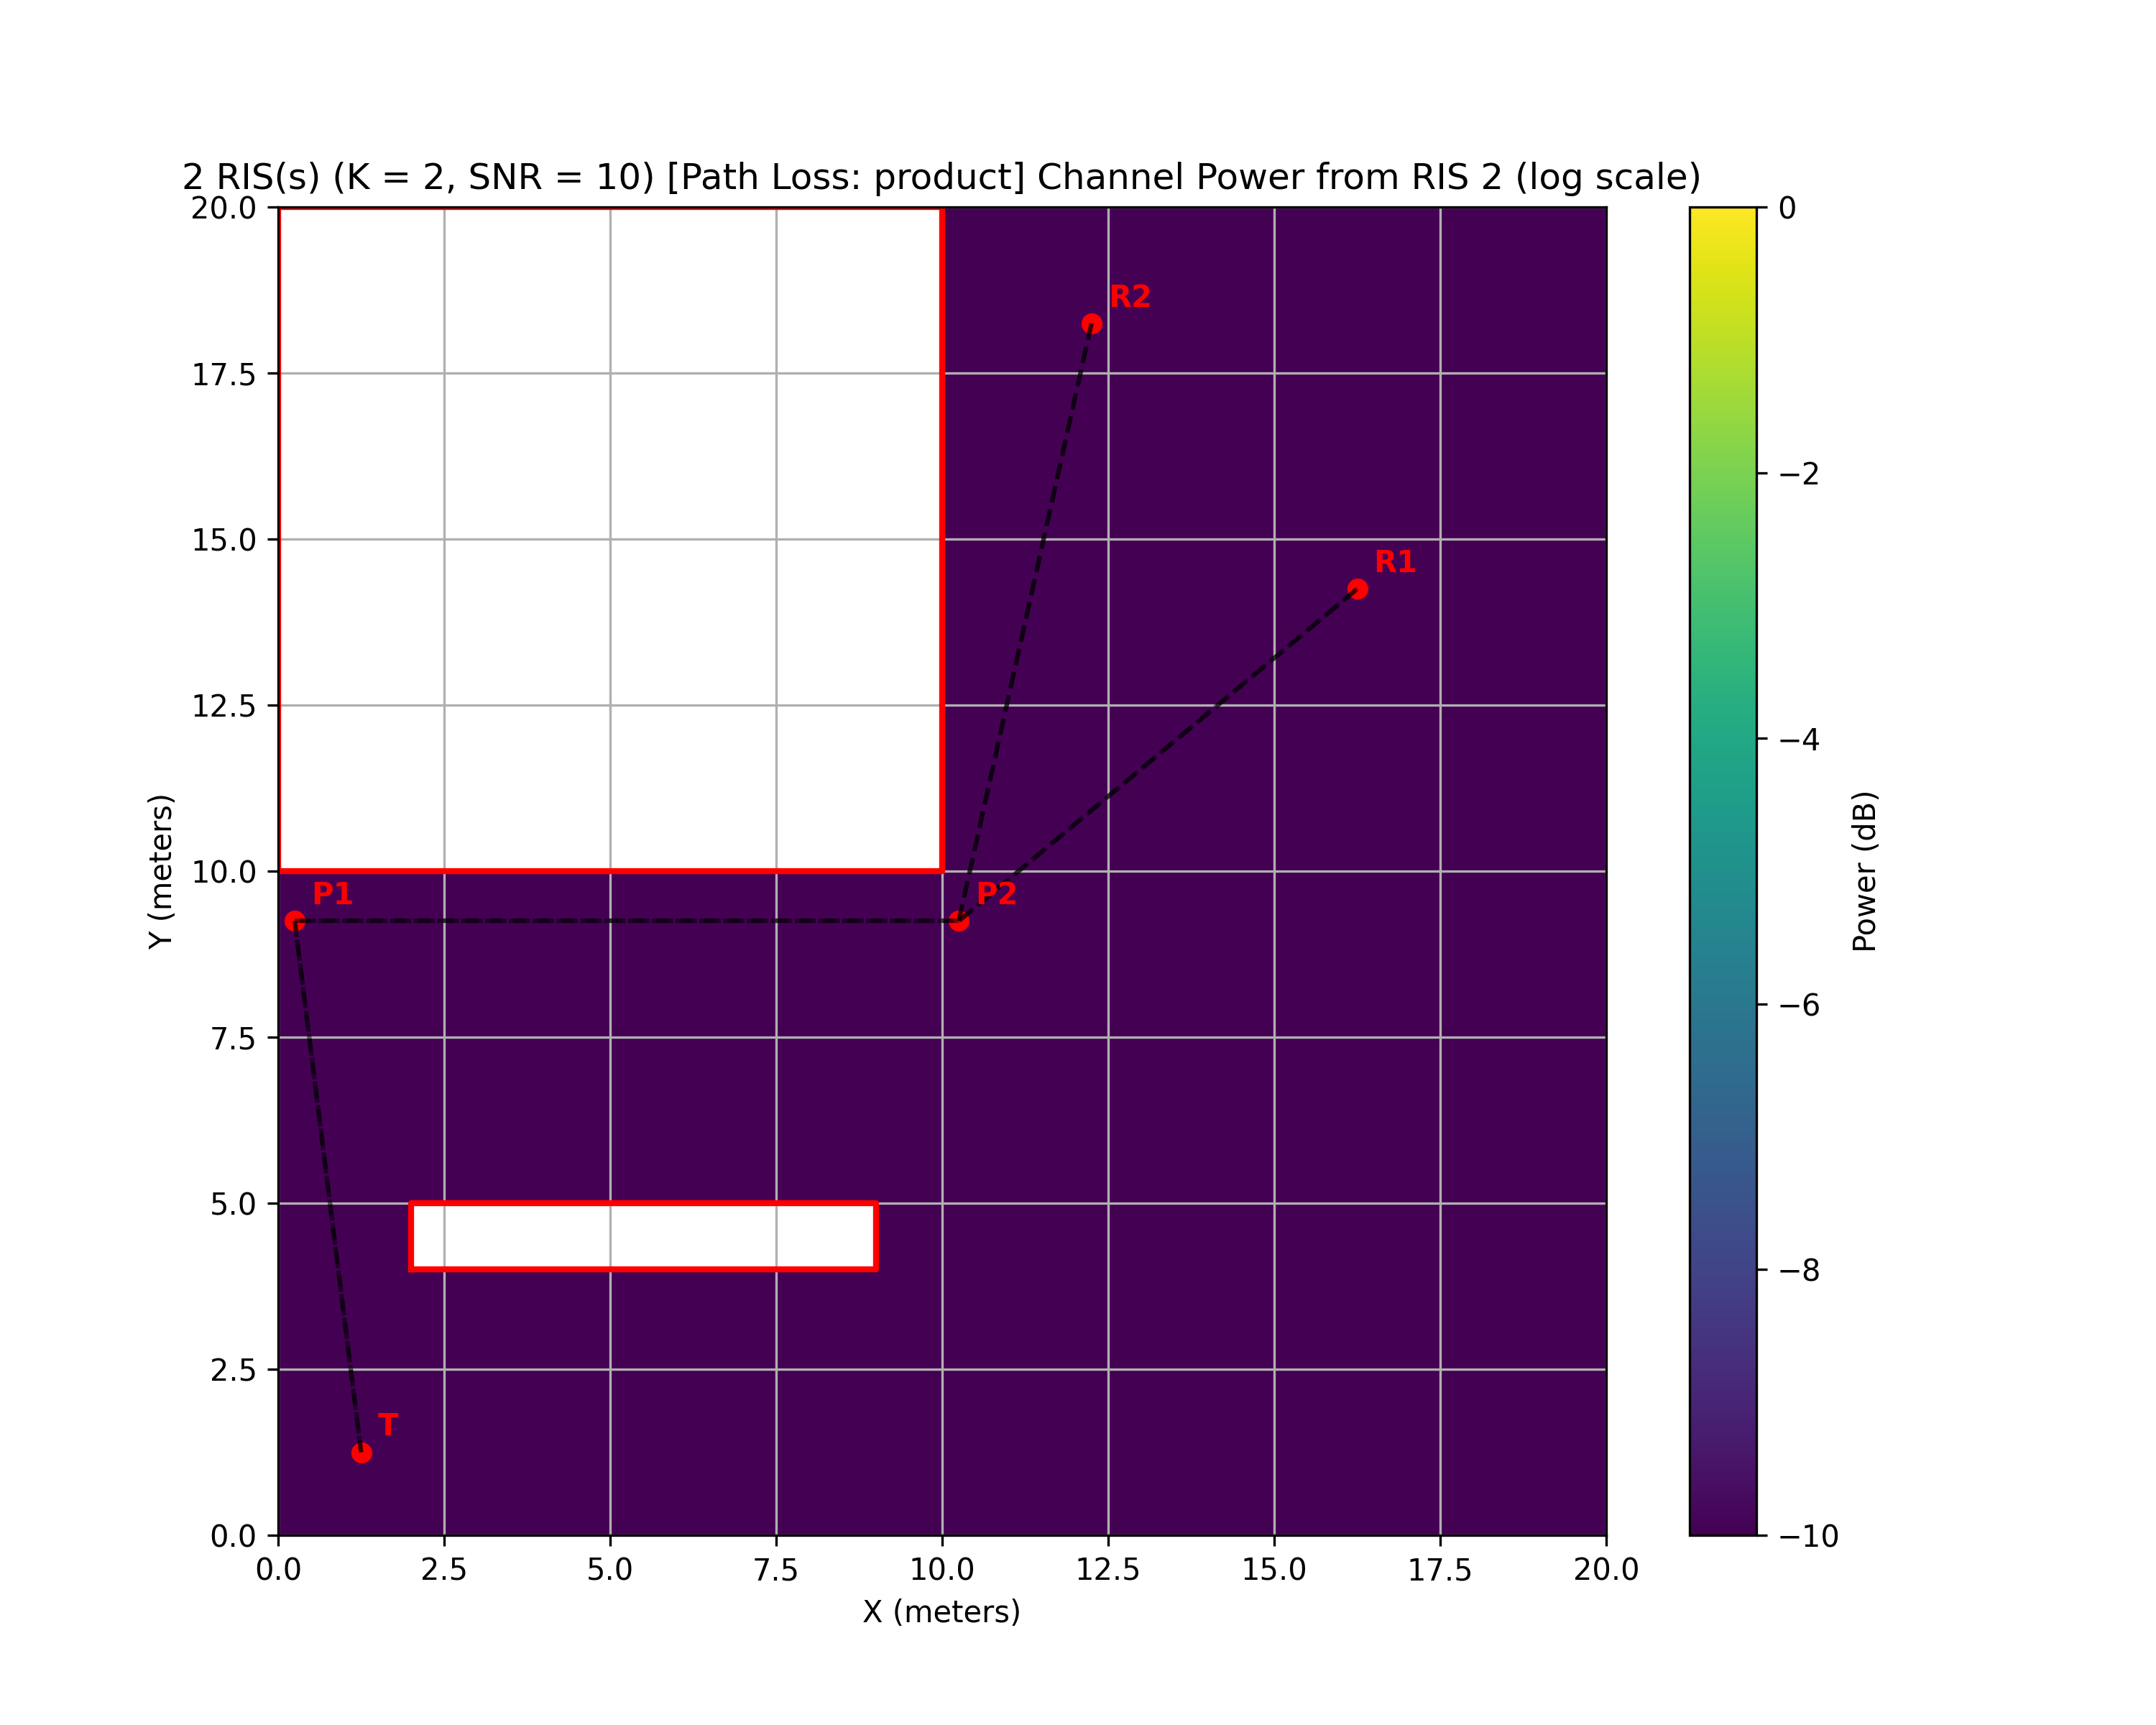 2 RIS(s) (K = 2, SNR = 10) [Path Loss: product] Channel Power from RIS 2 (log scale)
20.0
17.5
15.0
12.5
10.0
7.5
5.0
2.5
0.0
Y (meters)
R2
R1
P1
P2
T
0.0 2.5 5.0 7.5 10.0 12.5 15.0 17.5 20.0
X (meters)
0
−2
−4
−6
−8
−10
Power (dB)